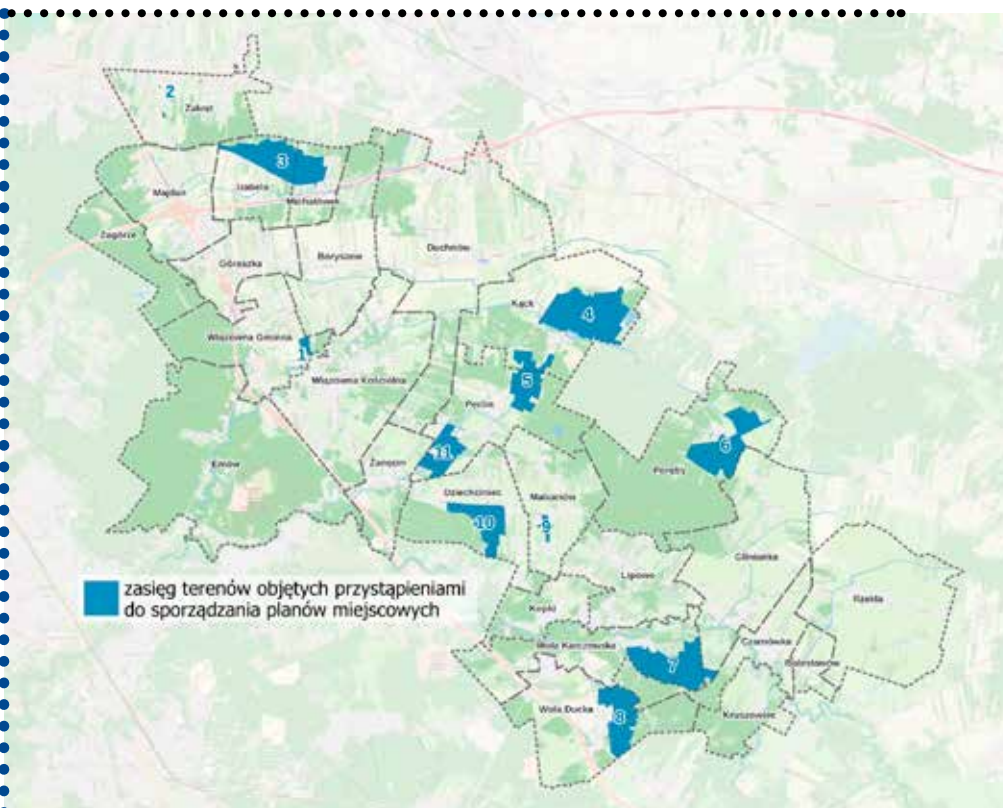 2
Zakręt
3
Majdan
Izabela
Michałówek
Zagórze
Góraszka
Boryszew
Duchnów
Kąck
4
Wiązowna Gminna
1
Wiązowna Kościelna
5
Pęclin
11
Żanęcin
6
Poręby
Emów
Dziechciniec
10
Malcanów
9
Glinianka
Lipowo
Kopki
Rzakta
zasięg terenów objętych przystąpieniami
do sporządzania planów miejscowych
Wola Karczewska
7
Czarnówka
Bolesławów
Wola Ducka
8
Kruszowiec